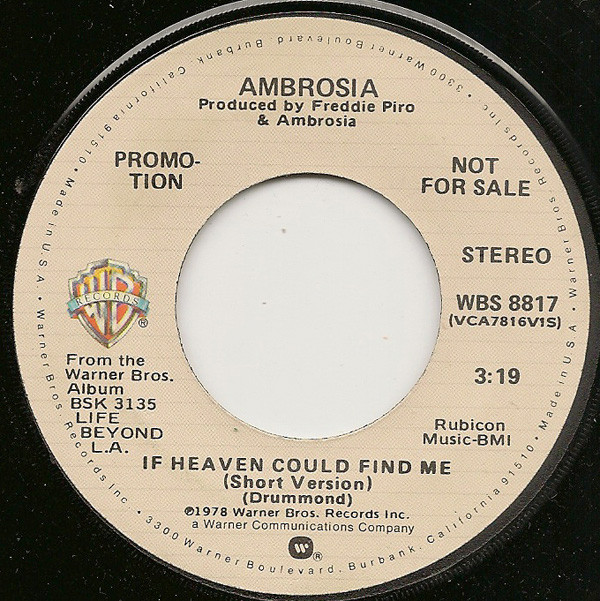 AMBROSIA
Produced by Freddie Piro
& Ambrosia
PROMO-
TION
NOT
FOR SALE
STEREO
WBS 8817
(VCA7816V1S)
3:19
Rubicon
Music-BMI
WB
RECORDS
®
From the
Warner Bros.
Album
BSK 3135
LIFE
BEYOND
L.A.
IF HEAVEN COULD FIND ME
(Short Version)
(Drummond)
℗1978 Warner Bros. Records Inc.
a Warner Communications Company
®
Made in U.S.A. • Warner Bros. Records Inc. • 3300 Warner Boulevard, Burbank, California 91510 • Made in U.S.A. • Warner Bros. Records Inc. • 3300 Warner Boulevard, Burbank, California 91510 •